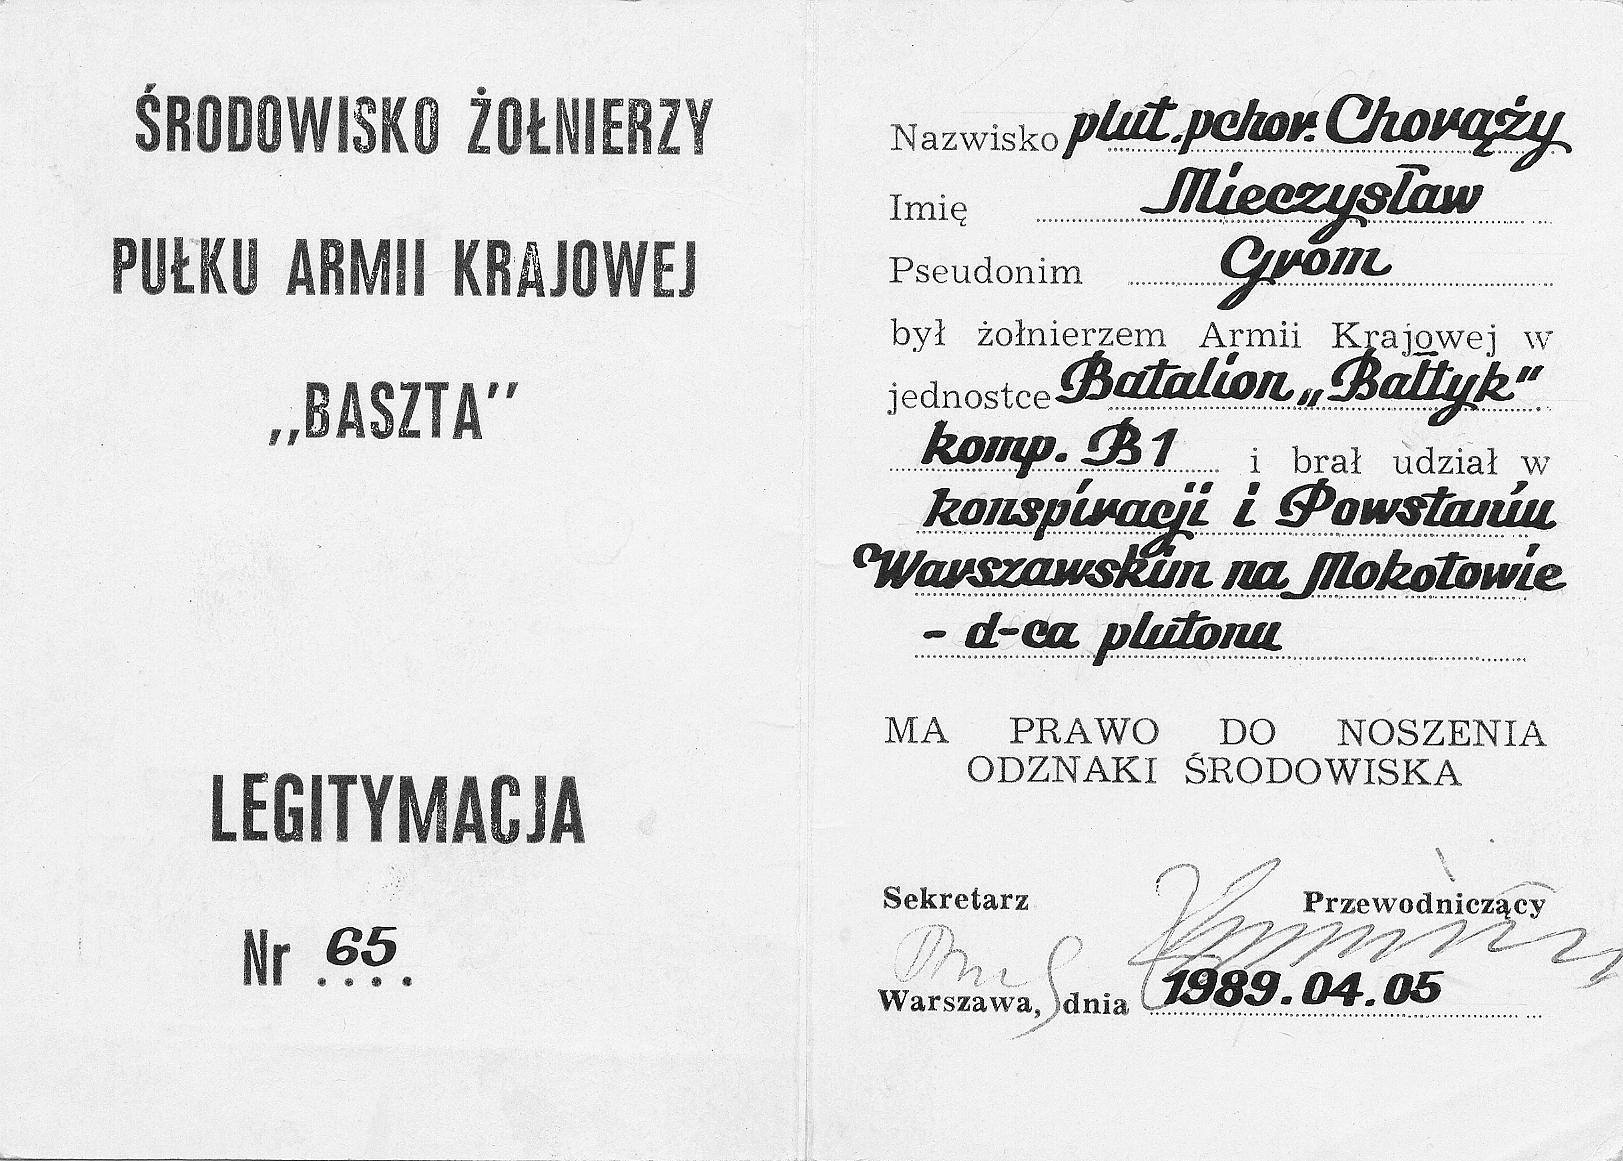 ŚRODOWISKO ŻOŁNIERZY
PUŁKU ARMII KRAJOWEJ
„BASZTA”
LEGITYMACJA
Nr 65
Nazwisko plut. pchor. Chorąży
Imię Mieczysław
Pseudonim Grom
był żołnierzem Armii Krajowej w
jednostce Batalion „Bałtyk”
komp. B1 i brał udział w
konspiracji i Powstaniu
Warszawskim na Mokotowie
- d-ca plutonu
MA PRAWO DO NOSZENIA
ODZNAKI ŚRODOWISKA
Sekretarz Przewodniczący
Warszawa, dnia 1989.04.05